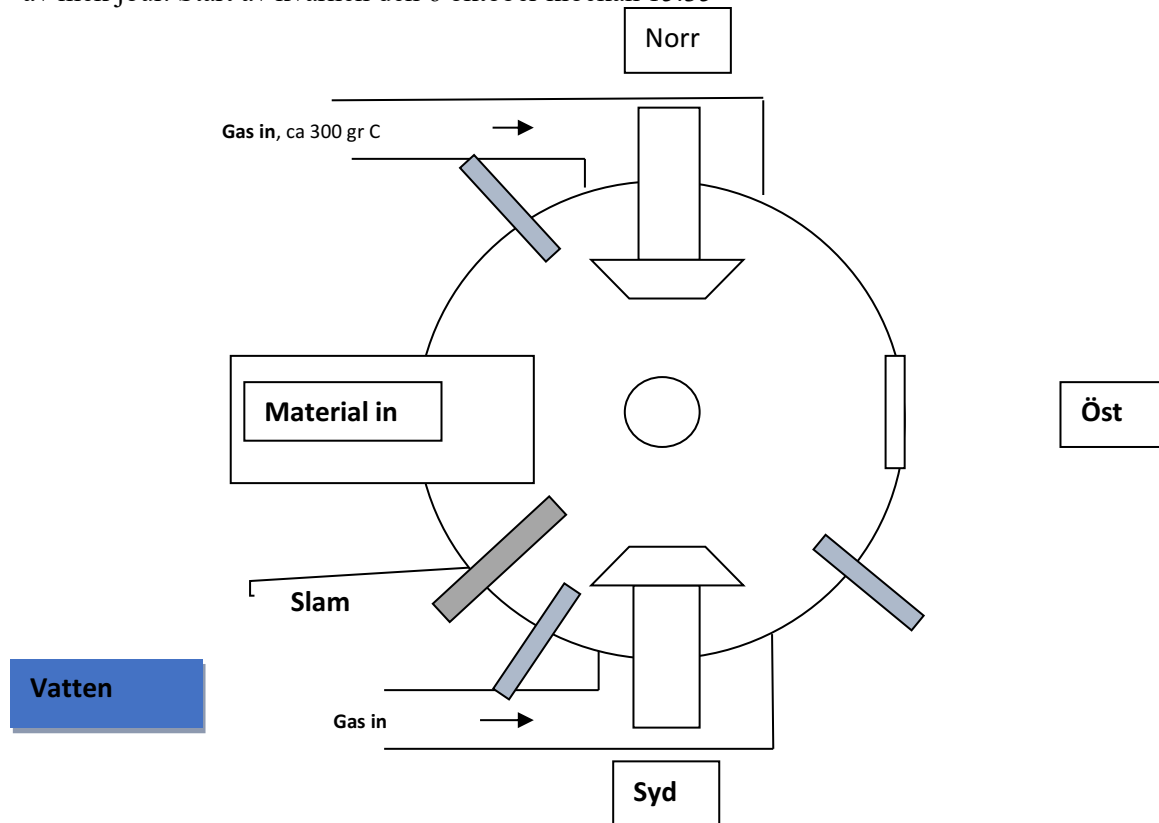 Norr
Gas in, ca 300 gr C
Material in
Öst
Slam
Vatten
Gas in
Syd